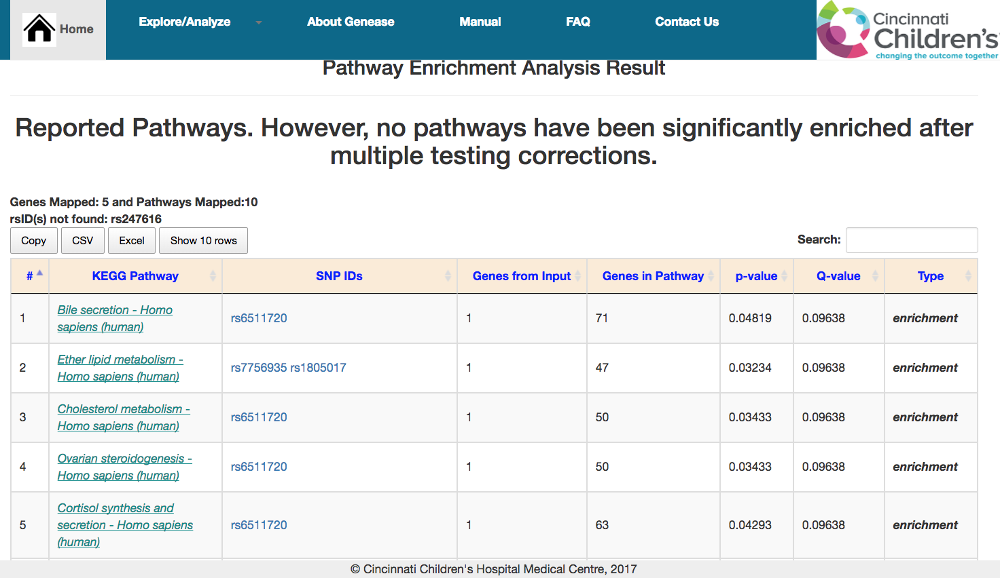 Home
Explore/Analyze
About Genease
Manual
FAQ
Contact Us
Cincinnati
Children's
changing the outcome together
Pathway Enrichment Analysis Result
Reported Pathways. However, no pathways have been significantly enriched after
multiple testing corrections.
Genes Mapped: 5 and Pathways Mapped:10
rsID(s) not found: rs247616
Copy
CSV
Excel
Show 10 rows
Search:
# KEGG Pathway SNP IDs Genes from Input Genes in Pathway p-value Q-value Type
1 Bile secretion - Homo
sapiens (human) rs6511720 1 71 0.04819 0.09638 enrichment
2 Ether lipid metabolism -
Homo sapiens (human) rs7756935 rs1805017 1 47 0.03234 0.09638 enrichment
3 Cholesterol metabolism -
Homo sapiens (human) rs6511720 1 50 0.03433 0.09638 enrichment
4 Ovarian steroidogenesis -
Homo sapiens (human) rs6511720 1 50 0.03433 0.09638 enrichment
5 Cortisol synthesis and
secretion - Homo sapiens
(human) rs6511720 1 63 0.04293 0.09638 enrichment
© Cincinnati Children's Hospital Medical Centre, 2017